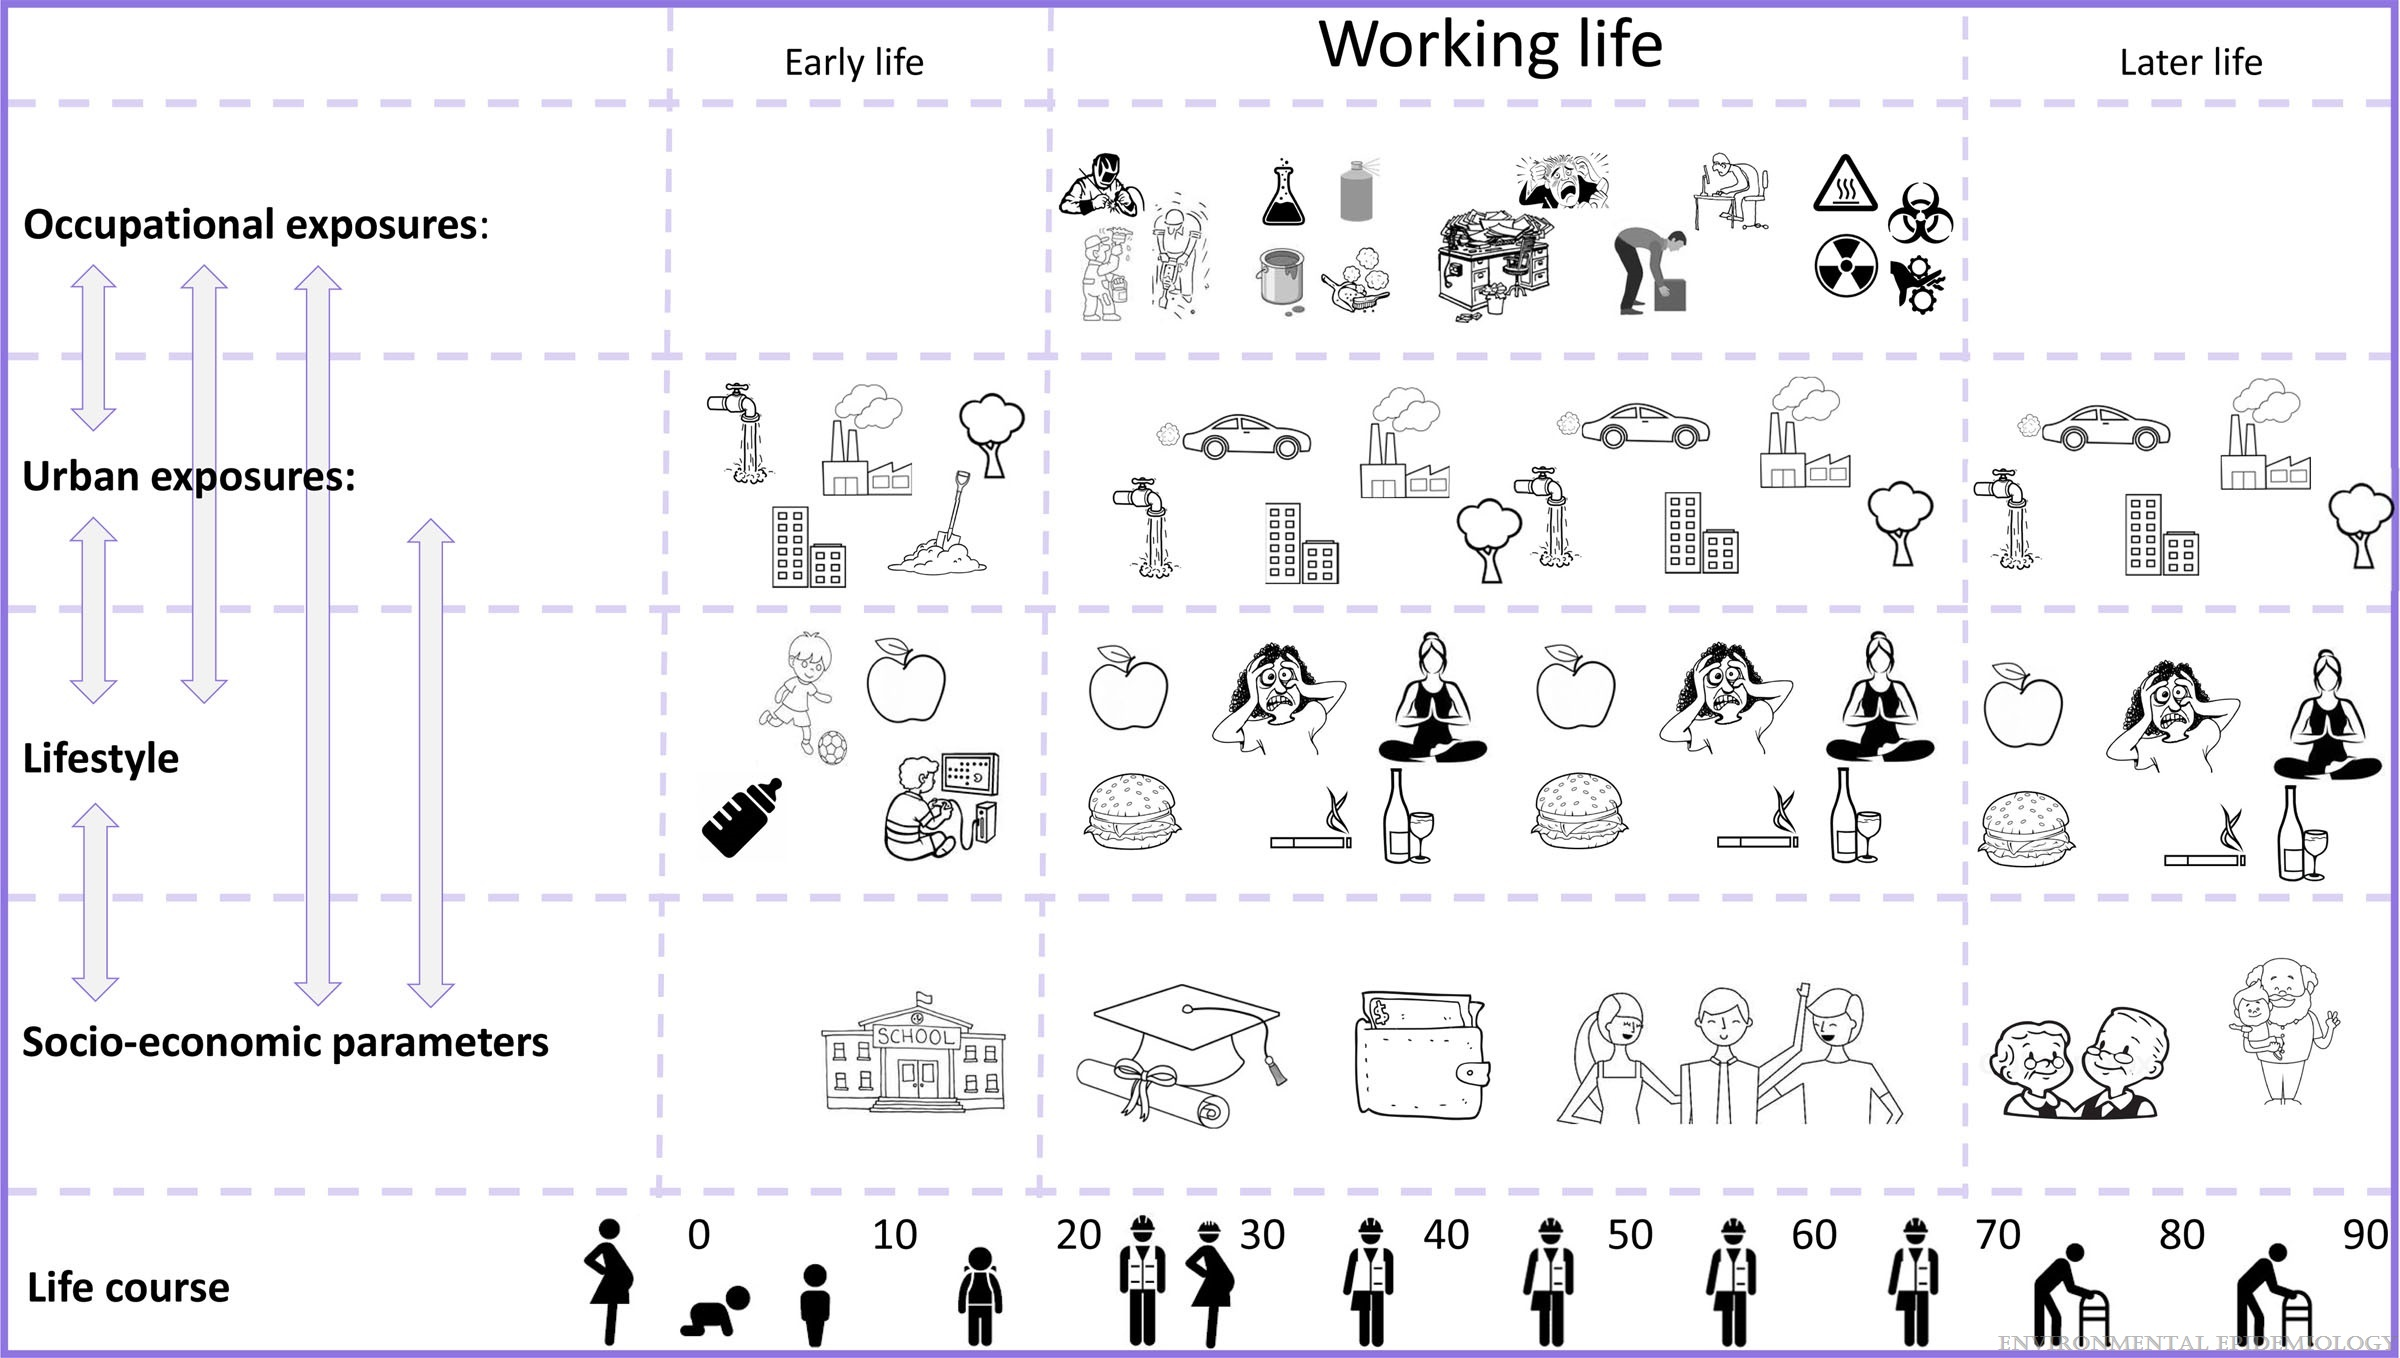 Early life
Working life
Later life
Occupational exposures:
Urban exposures:
Lifestyle
SCHOOL
$
Socio-economic parameters
0 10 20 30 40 50 60 70 80 90
Life course
ENVIRONMENTAL EPIDEMIOLOGY